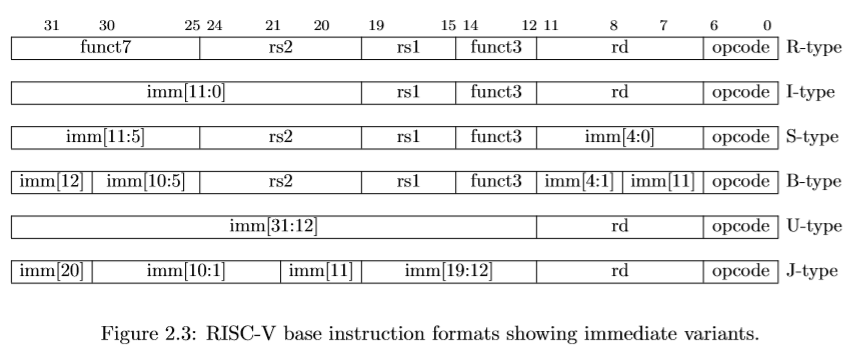 31 30 25 24 21 20 19 15 14 12 11 8 7 6 0
funct7 rs2 rs1 funct3 rd opcode R-type
imm[11:0] rs1 funct3 rd opcode I-type
imm[11:5] rs2 rs1 funct3 imm[4:0] opcode S-type
imm[12] imm[10:5] rs2 rs1 funct3 imm[4:1] imm[11] opcode B-type
imm[31:12] rd opcode U-type
imm[20] imm[10:1] imm[11] imm[19:12] rd opcode J-type
Figure 2.3: RISC-V base instruction formats showing immediate variants.